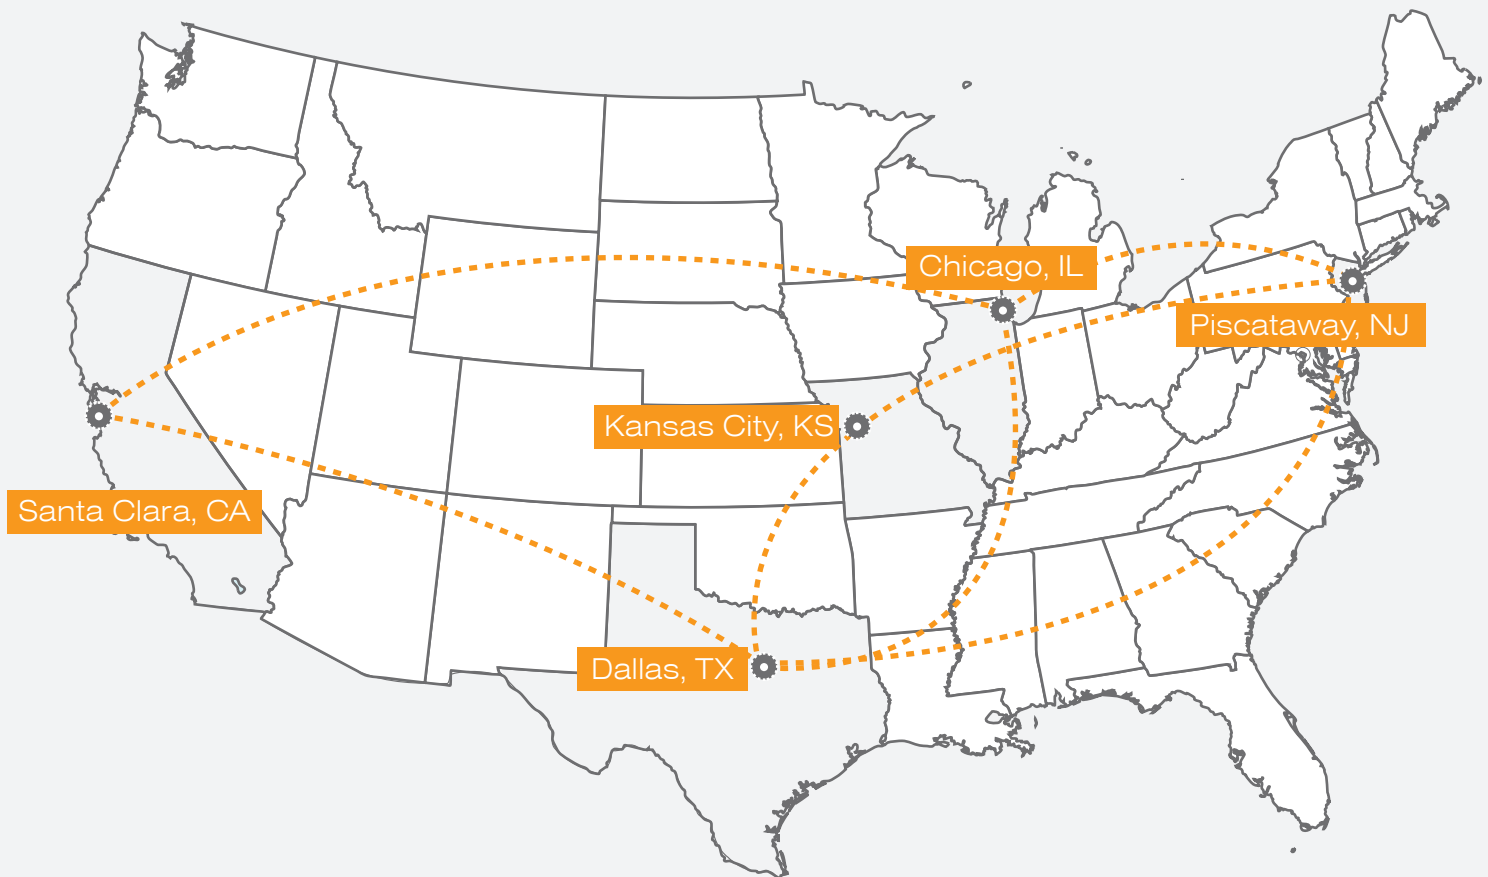 Chicago, IL
Piscataway, NJ
Kansas City, KS
Santa Clara, CA
Dallas, TX